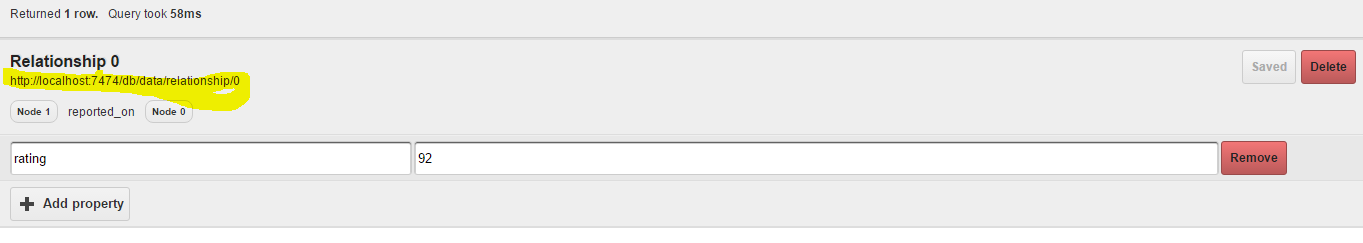 Returned 1 row. Query took 58ms
Relationship 0
http://localhost:7474/db/data/relationship/0
Saved Delete
Node 1 reported_on Node 0
rating 92 Remove
Add property